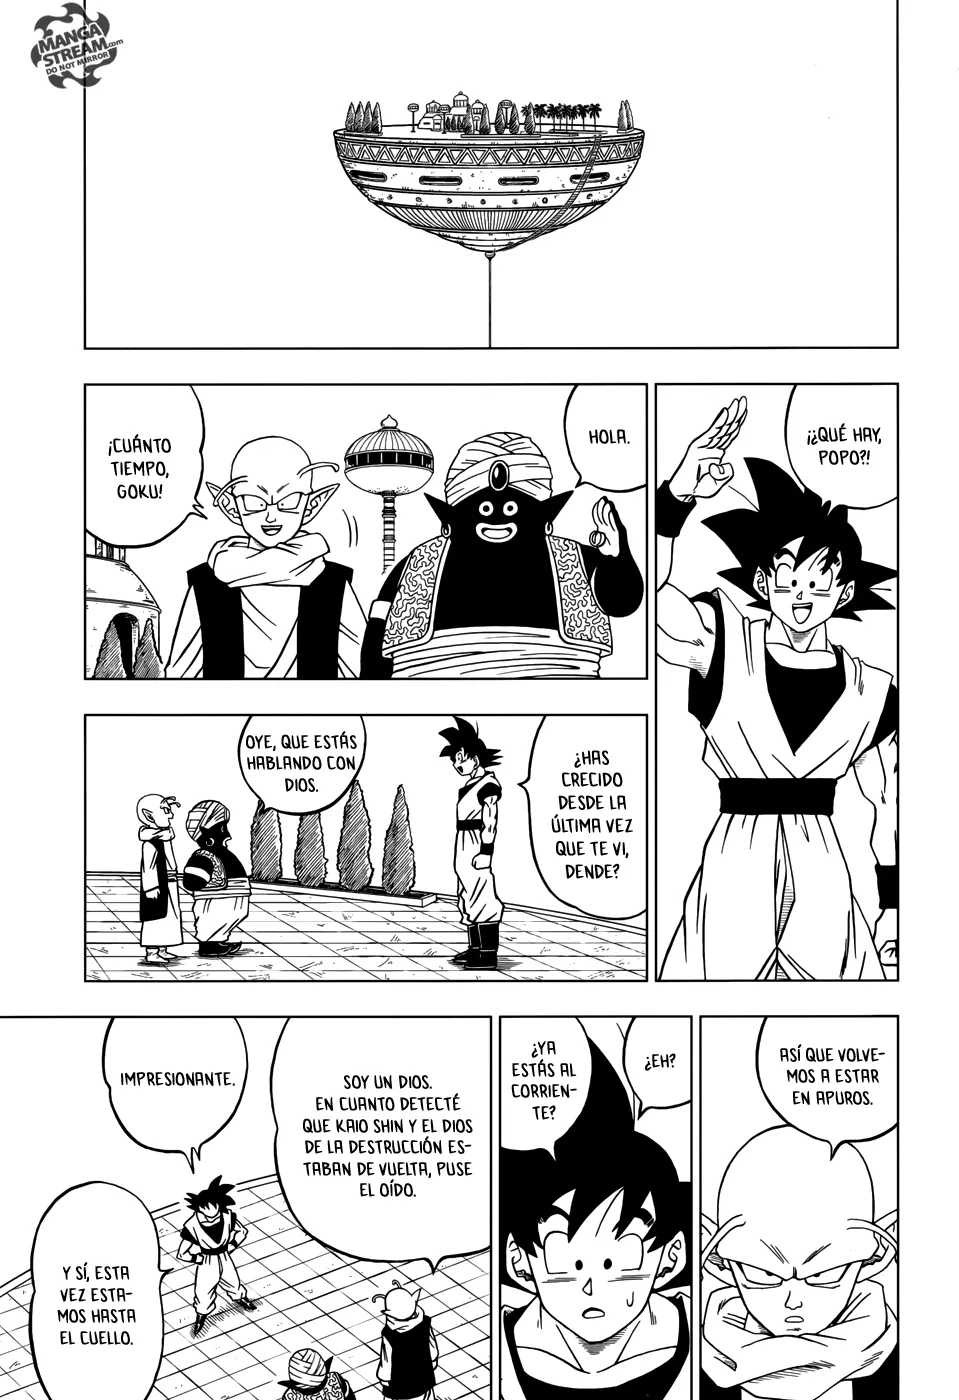 MANGA
STREAM.com
DO NOT MIRROR
¡¿QUÉ HAY,
POPO?!
HOLA.
¡CUÁNTO
TIEMPO,
GOKU!
¿HAS
CRECIDO
DESDE LA
ÚLTIMA VEZ
QUE TE VI,
DENDE?
OYE, QUE ESTÁS
HABLANDO CON
DIOS.
ASÍ QUE VOLVE-
MOS A ESTAR
EN APUROS.
¿EH?
¿YA
ESTÁS AL
CORRIEN-
TE?
SOY UN DIOS.
EN CUANTO DETECTÉ
QUE KAIO SHIN Y EL DIOS
DE LA DESTRUCCIÓN ES-
TABAN DE VUELTA, PUSE
EL OÍDO.
IMPRESIONANTE.
Y SÍ, ESTA
VEZ ESTA-
MOS HASTA
EL CUELLO.